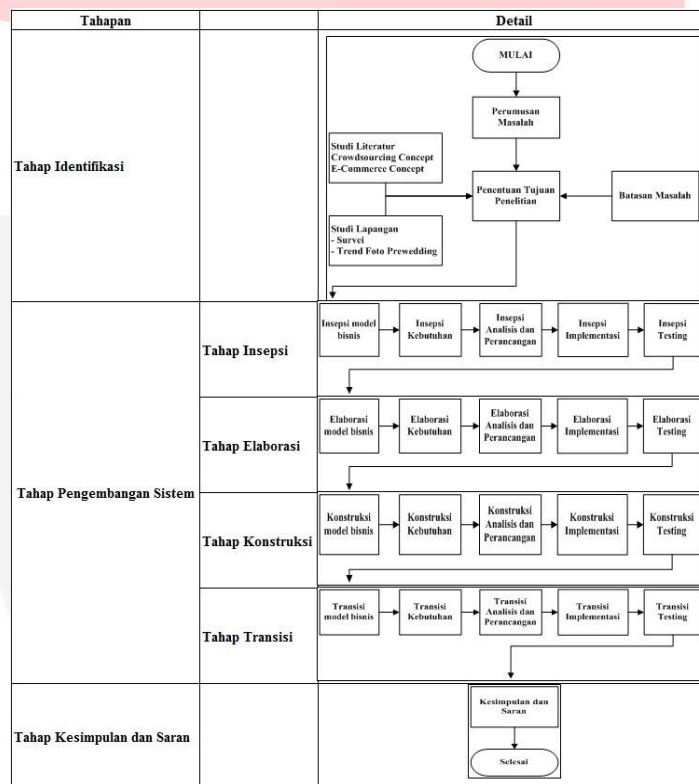 Tahapan
Detail
Tahap Identifikasi
MULAI
Perumusan
Masalah
Studi Literatur
Crowdsourcing Concept
E-Commerce Concept
Penentuan Tujuan
Penelitian
Batasan Masalah
Studi Lapangan
- Survei
- Trend Foto Prewedding
Tahap Pengembangan Sistem
Tahap Insepsi
Insepsi model
bisnis
Insepsi
Kebutuhan
Insepsi
Analisis dan
Perancangan
Insepsi
Implementasi
Insepsi
Testing
Tahap Elaborasi
Elaborasi
model bisnis
Elaborasi
Kebutuhan
Elaborasi
Analisis dan
Perancangan
Elaborasi
Implementasi
Elaborasi
Testing
Tahap Konstruksi
Konstruksi
model bisnis
Konstruksi
Kebutuhan
Konstruksi
Analisis dan
Perancangan
Konstruksi
Implementasi
Konstruksi
Testing
Tahap Transisi
Transisi
model bisnis
Transisi
Kebutuhan
Transisi
Analisis dan
Perancangan
Transisi
Implementasi
Transisi
Testing
Tahap Kesimpulan dan Saran
Kesimpulan dan
Saran
Selesai